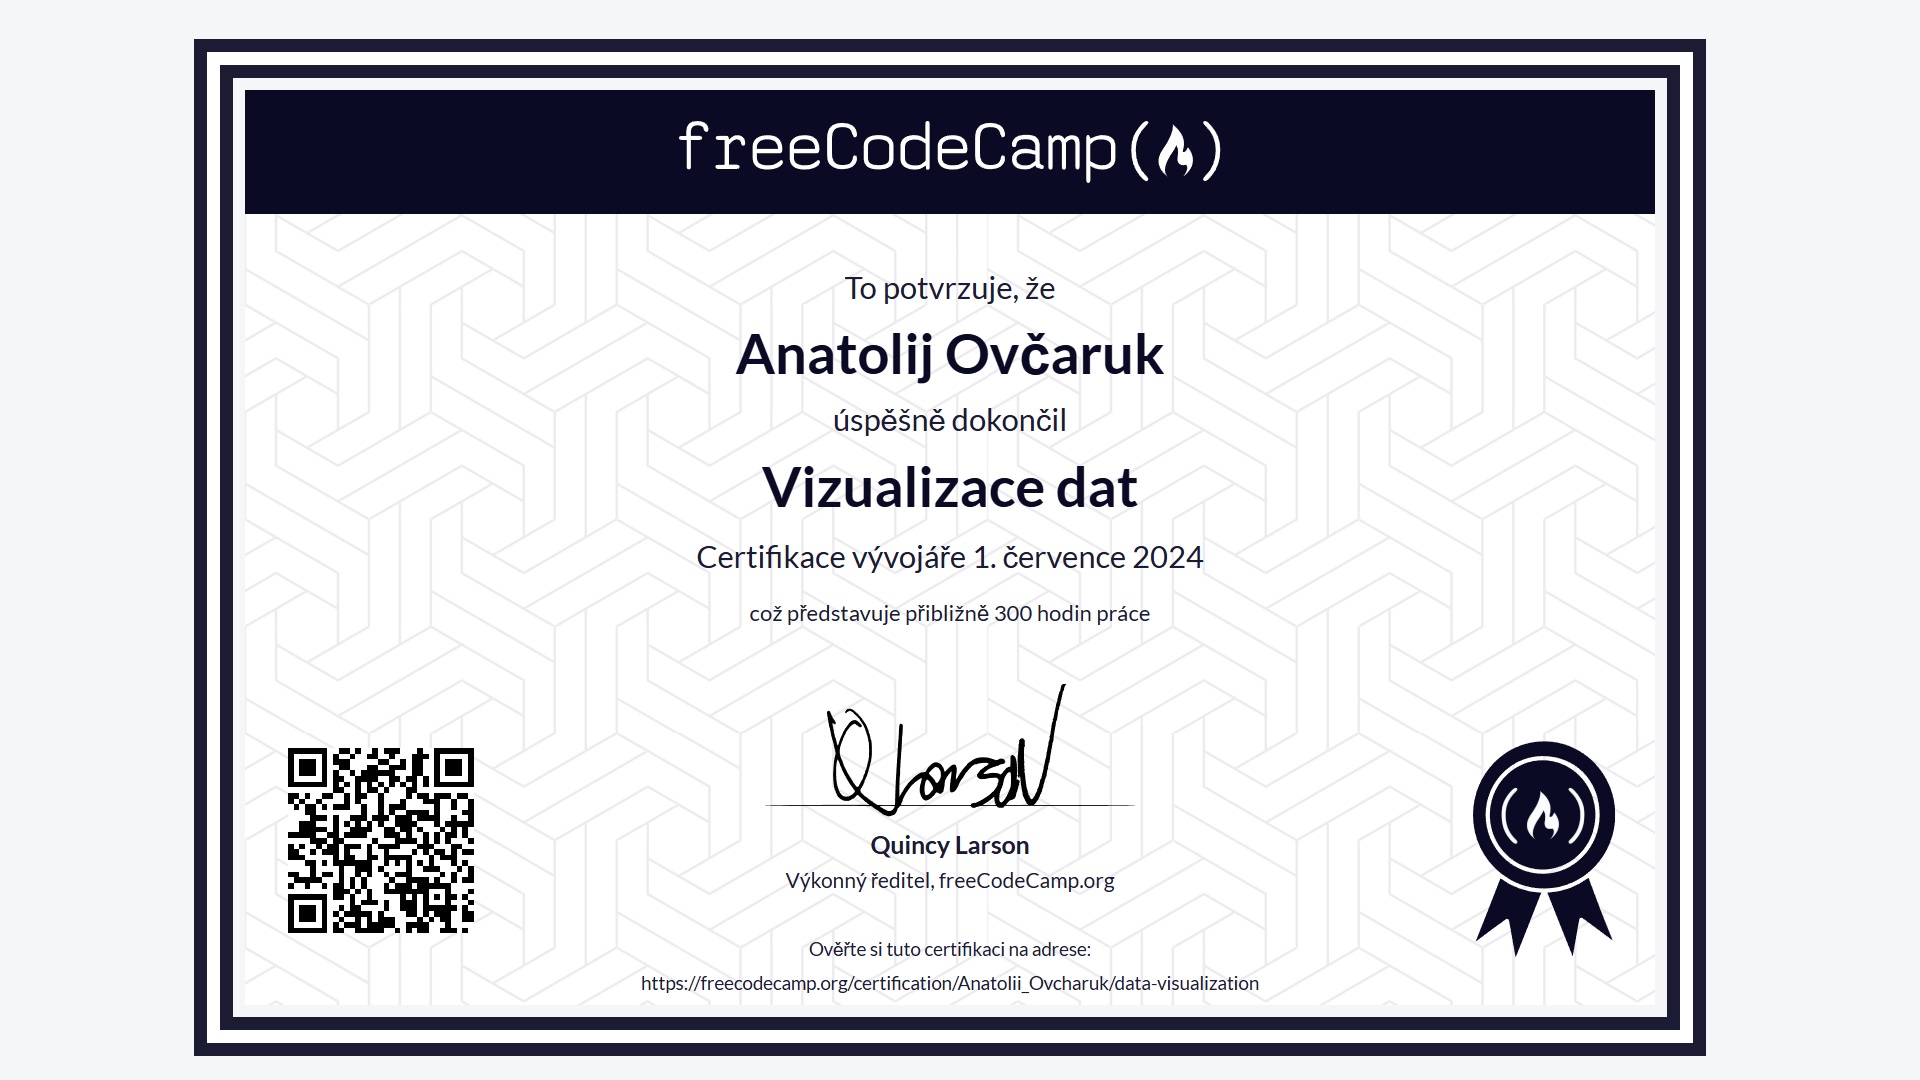 freeCodeCamp
To potvrzuje, že
Anatolij Ovčaruk
úspěšně dokončil
Vizualizace dat
Certifikace vývojáře 1. července 2024
což představuje přibližně 300 hodin práce
Quincy Larson
Výkonný ředitel, freeCodeCamp.org
Ověřte si tuto certifikaci na adrese:
https://freecodecamp.org/certification/Anatolii_Ovcharuk/data-visualization